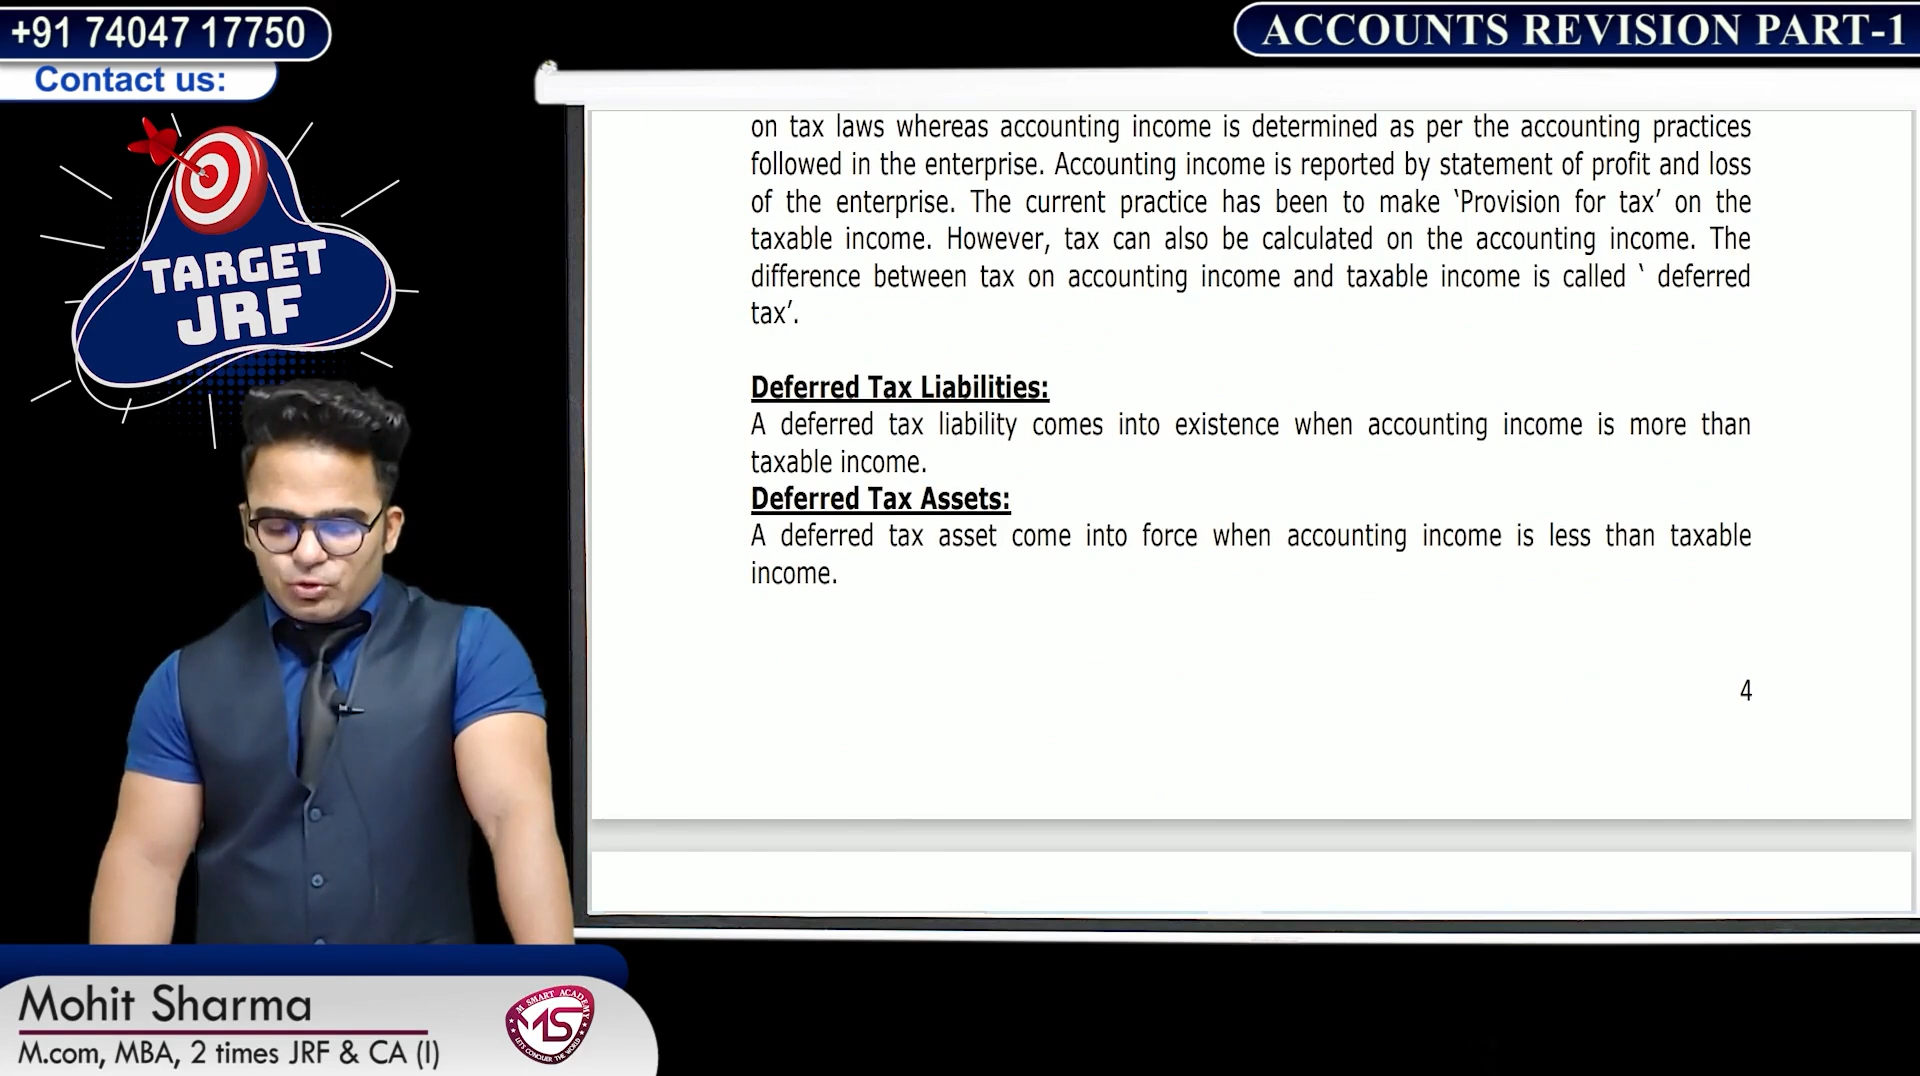 +91 74047 17750
Contact us:
ACCOUNTS REVISION PART-1
TARGET
JRF
on tax laws whereas accounting income is determined as per the accounting practices
followed in the enterprise. Accounting income is reported by statement of profit and loss
of the enterprise. The current practice has been to make ‘Provision for tax’ on the
taxable income. However, tax can also be calculated on the accounting income. The
difference between tax on accounting income and taxable income is called ‘ deferred
tax’.
Deferred Tax Liabilities:
A deferred tax liability comes into existence when accounting income is more than
taxable income.
Deferred Tax Assets:
A deferred tax asset come into force when accounting income is less than taxable
income.
4
Mohit Sharma
M.com, MBA, 2 times JRF & CA (I)
M SMART ACADEMY
MS
LET'S CONQUER THE WORLD